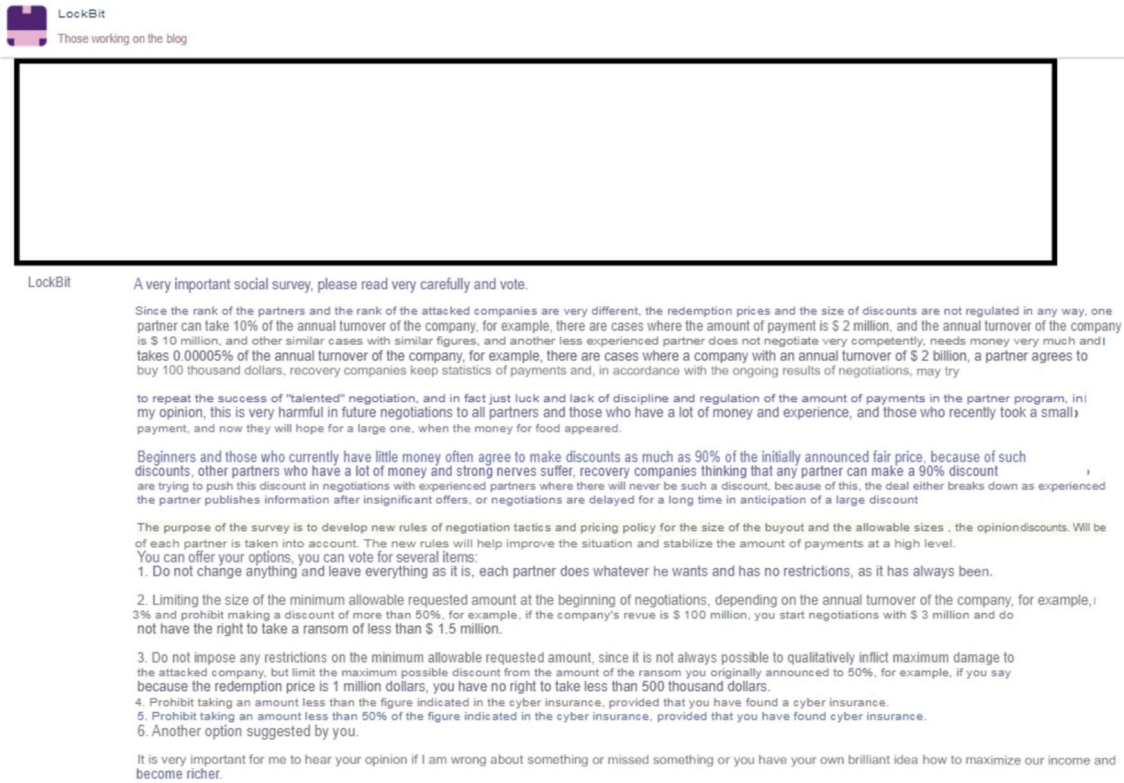 LockBit
Those working on the blog
LockBit
A very important social survey, please read very carefully and vote.
Since the rank of the partners and the rank of the attacked companies are very different, the redemption prices and the size of discounts are not regulated in any way, one
partner can take 10% of the annual turnover of the company, for example, there are cases where the amount of payment is $ 2 million, and the annual turnover of the company
is $ 10 million, and other similar cases with similar figures, and another less experienced partner does not negotiate very competently, needs money very much and
takes 0.00005% of the annual turnover of the company, for example, there are cases where a company with an annual turnover of $ 2 billion, a partner agrees to
buy 100 thousand dollars, recovery companies keep statistics of payments and, in accordance with the ongoing results of negotiations, may try
to repeat the success of "talented" negotiation, and in fact just luck and lack of discipline and regulation of the amount of payments in the partner program, in
my opinion, this is very harmful in future negotiations to all partners and those who have a lot of money and experience, and those who recently took a small
payment, and now they will hope for a large one, when the money for food appeared.
Beginners and those who currently have little money often agree to make discounts as much as 90% of the initially announced fair price, because of such
discounts, other partners who have a lot of money and strong nerves suffer, recovery companies thinking that any partner can make a 90% discount
are trying to push this discount in negotiations with experienced partners where there will never be such a discount, because of this, the deal either breaks down as experienced
the partner publishes information after insignificant offers, or negotiations are delayed for a long time in anticipation of a large discount
The purpose of the survey is to develop new rules of negotiation tactics and pricing policy for the size of the buyout and the allowable sizes , the opiniondiscounts. Will be
of each partner is taken into account. The new rules will help improve the situation and stabilize the amount of payments at a high level.
You can offer your options, you can vote for several items:
1. Do not change anything and leave everything as it is, each partner does whatever he wants and has no restrictions, as it has always been.
2. Limiting the size of the minimum allowable requested amount at the beginning of negotiations, depending on the annual turnover of the company, for example,
3% and prohibit making a discount of more than 50%, for example, if the company's revue is $ 100 million, you start negotiations with $ 3 million and do
not have the right to take a ransom of less than $ 1.5 million.
3. Do not impose any restrictions on the minimum allowable requested amount, since it is not always possible to qualitatively inflict maximum damage to
the attacked company, but limit the maximum possible discount from the amount of the ransom you originally announced to 50%, for example, if you say
because the redemption price is 1 million dollars, you have no right to take less than 500 thousand dollars.
4. Prohibit taking an amount less than the figure indicated in the cyber insurance, provided that you have found a cyber insurance.
5. Prohibit taking an amount less than 50% of the figure indicated in the cyber insurance, provided that you have found cyber insurance.
6. Another option suggested by you.
It is very important for me to hear your opinion if I am wrong about something or missed something or you have your own brilliant idea how to maximize our income and
become richer.